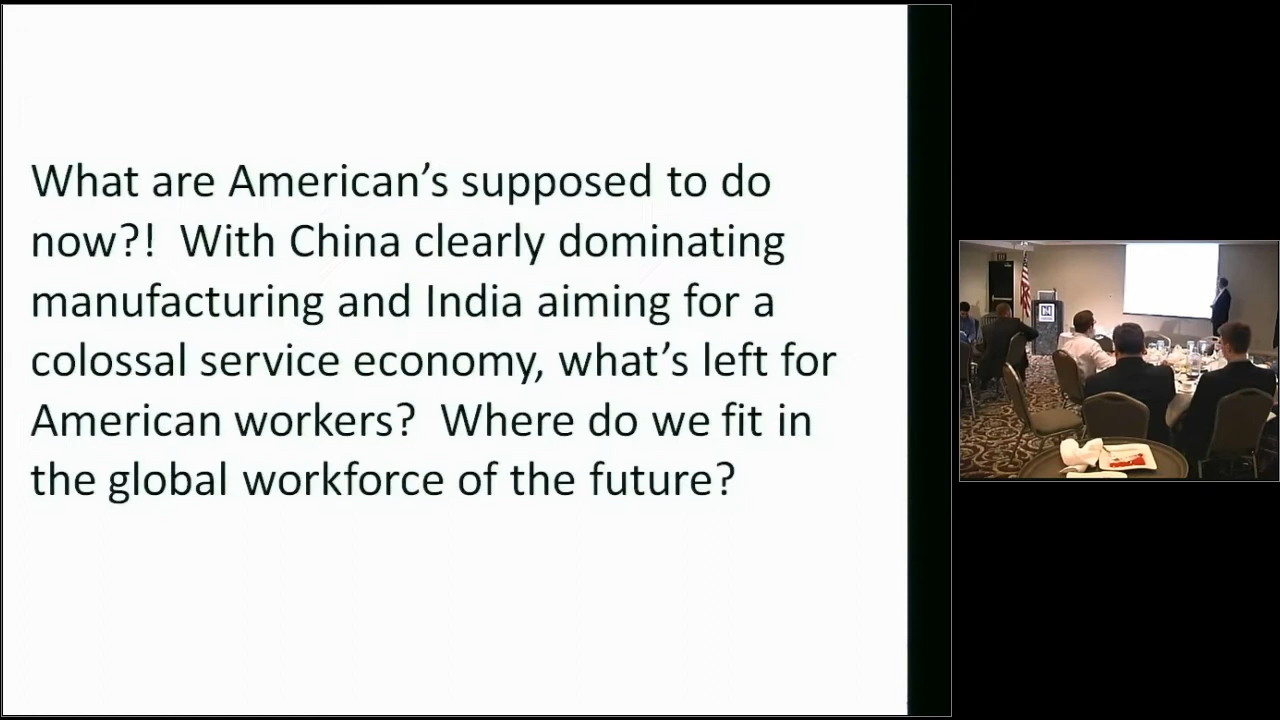 What are American’s supposed to do
now?!  With China clearly dominating
manufacturing and India aiming for a
colossal service economy, what’s left for
American workers?  Where do we fit in
the global workforce of the future?